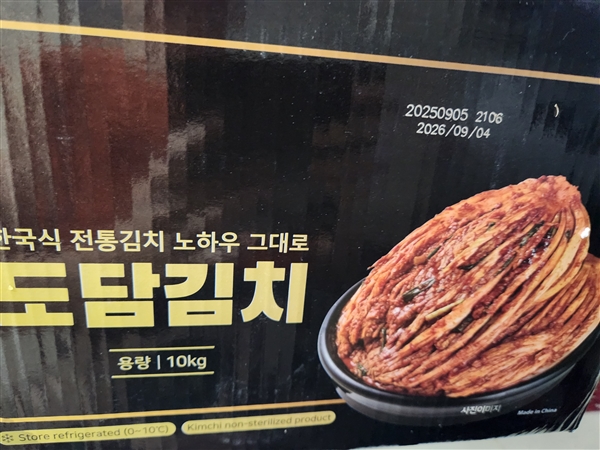 20250905 2106
2026/09/04
한국식 전통김치 노하우 그대로
도담김치
용량 | 10kg
사진이미지
Made in China
Store refrigerated (0~10℃)
Kimchi non-sterilized product